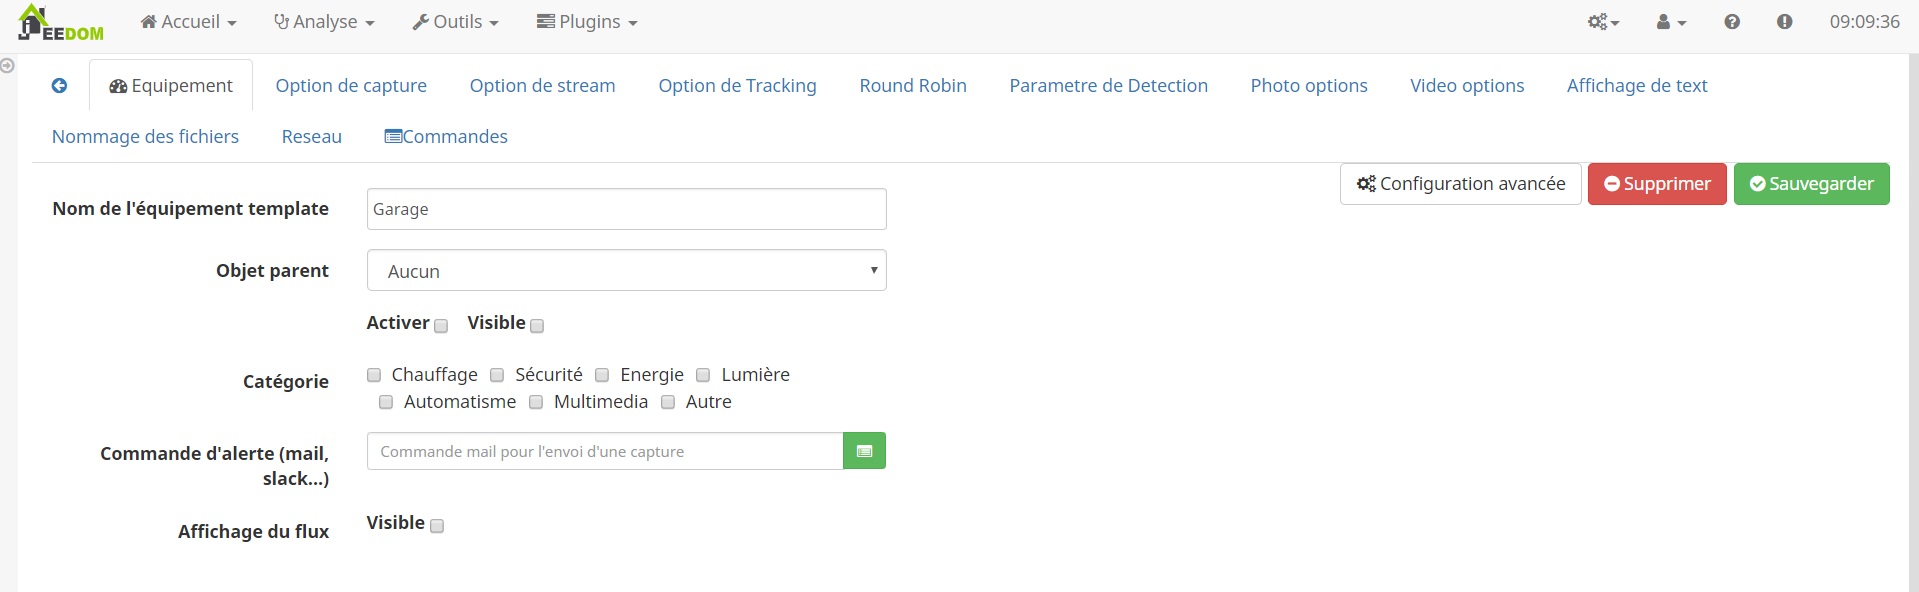 JEEDOM Accueil Analyse Outils Plugins 09:09:36
Equipement Option de capture Option de stream Option de Tracking Round Robin Parametre de Detection Photo options Video options Affichage de text
Nommage des fichiers Reseau Commandes
Configuration avancée Supprimer Sauvegarder
Nom de l'équipement template Garage
Objet parent Aucun
Activer Visible
Catégorie Chauffage Sécurité Energie Lumière
Automatisme Multimedia Autre
Commande d'alerte (mail, Commande mail pour l'envoi d'une capture
slack...)
Affichage du flux Visible